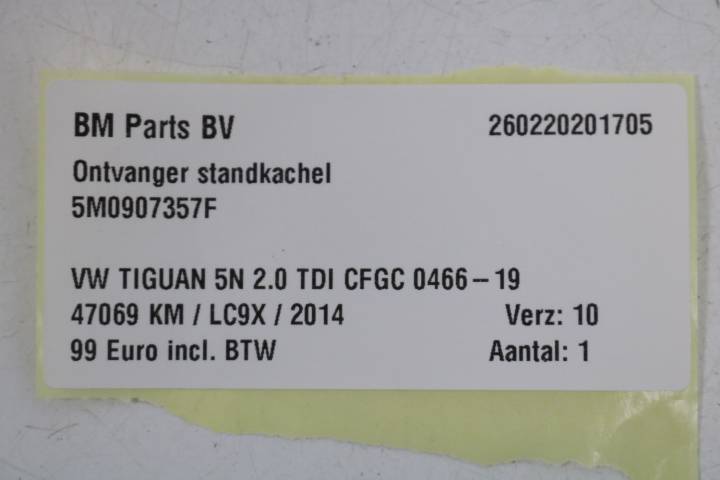 BM Parts BV 260220201705
Ontvanger standkachel
5M0907357F
VW TIGUAN 5N 2.0 TDI CFGC 0466-19
47069 KM / LC9X / 2014 Verz: 10
99 Euro incl. BTW Aantal: 1